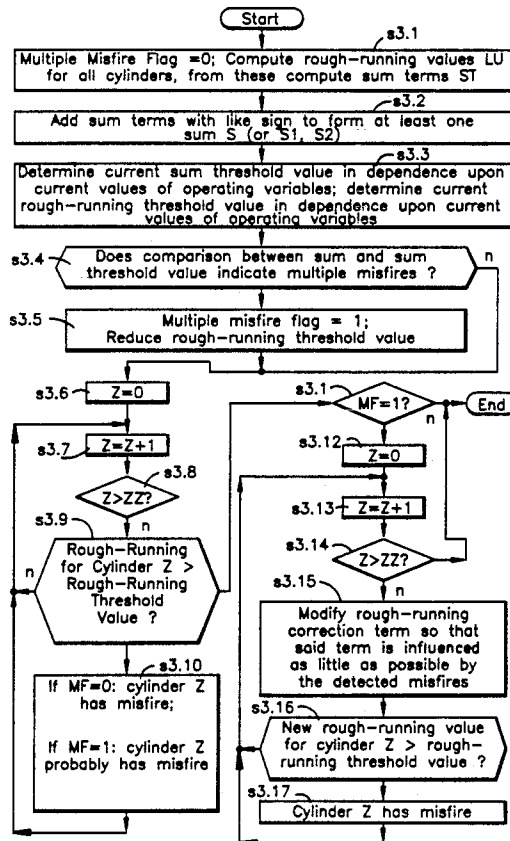 Start
s3.1
Multiple Misfire Flag =0; Compute rough-running values LU
for all cylinders, from these compute sum terms ST
s3.2
Add sum terms with like sign to form at least one
sum S (or S1, S2)
s3.3
Determine current sum threshold value in dependence upon
current values of operating variables; determine current
rough-running threshold value in dependence upon current
values of operating variables
s3.4
Does comparison between sum and sum
threshold value indicate multiple misfires ?
n
s3.5
Multiple misfire flag = 1;
Reduce rough-running threshold value
s3.6
Z=0
s3.7
Z=Z+1
s3.8
Z>ZZ?
n
s3.9
Rough-Running
for Cylinder Z >
Rough-Running
Threshold
Value ?
n
s3.10
If MF=0: cylinder Z
has misfire;
If MF=1: cylinder Z
probably has misfire
s3.1
MF=1?
n
End
s3.12
Z=0
s3.13
Z=Z+1
s3.14
Z>ZZ?
n
s3.15
Modify rough-running
correction term so that
said term is influenced
as little as possible by
the detected misfires
s3.16
New rough-running value
for cylinder Z > rough-
running threshold value ?
s3.17
Cylinder Z has misfire